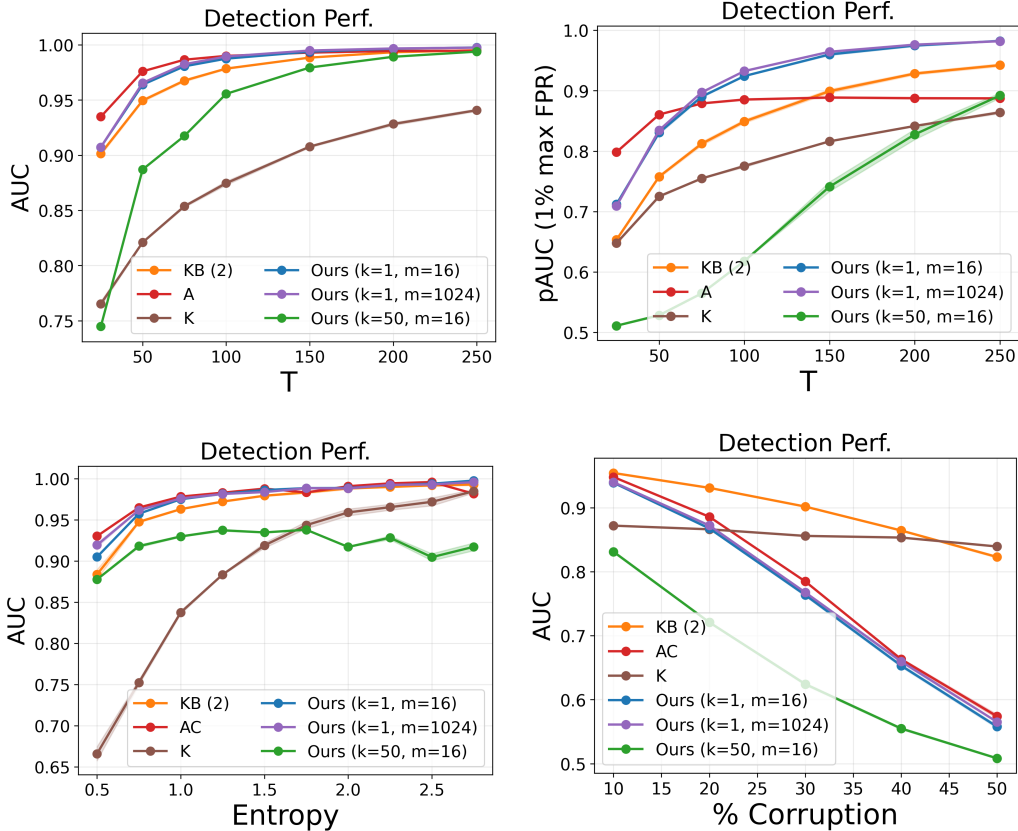 Detection Perf.
1.00
0.95
0.90
0.85
0.80
0.75
AUC
KB (2)
A
K
Ours (k=1, m=16)
Ours (k=1, m=1024)
Ours (k=50, m=16)
50
100
150
200
250
T
Detection Perf.
1.0
0.9
0.8
0.7
0.6
0.5
pAUC (1% max FPR)
KB (2)
A
K
Ours (k=1, m=16)
Ours (k=1, m=1024)
Ours (k=50, m=16)
50
100
150
200
250
T
Detection Perf.
1.00
0.95
0.90
0.85
0.80
0.75
0.70
0.65
AUC
KB (2)
AC
K
Ours (k=1, m=16)
Ours (k=1, m=1024)
Ours (k=50, m=16)
0.5
1.0
1.5
2.0
2.5
Entropy
Detection Perf.
0.9
0.8
0.7
0.6
0.5
AUC
KB (2)
AC
K
Ours (k=1, m=16)
Ours (k=1, m=1024)
Ours (k=50, m=16)
10
15
20
25
30
35
40
45
50
% Corruption